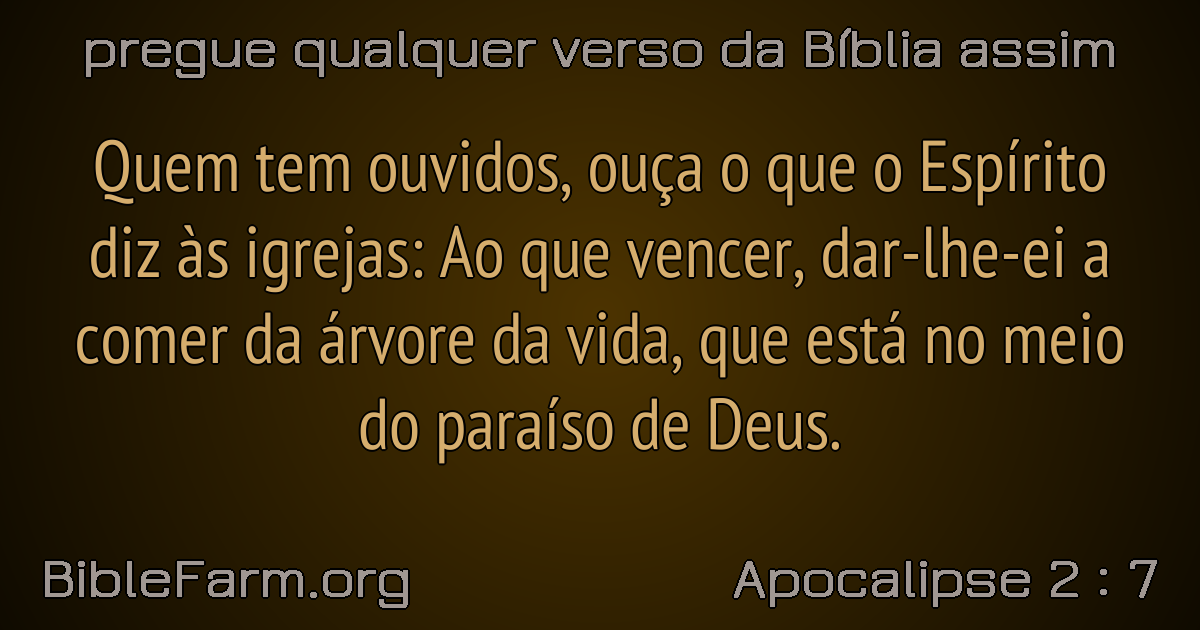 pregue qualquer verso da Bíblia assim
Quem tem ouvidos, ouça o que o Espírito
diz às igrejas: Ao que vencer, dar-lhe-ei a
comer da árvore da vida, que está no meio
do paraíso de Deus.
BibleFarm.org
Apocalipse 2 : 7